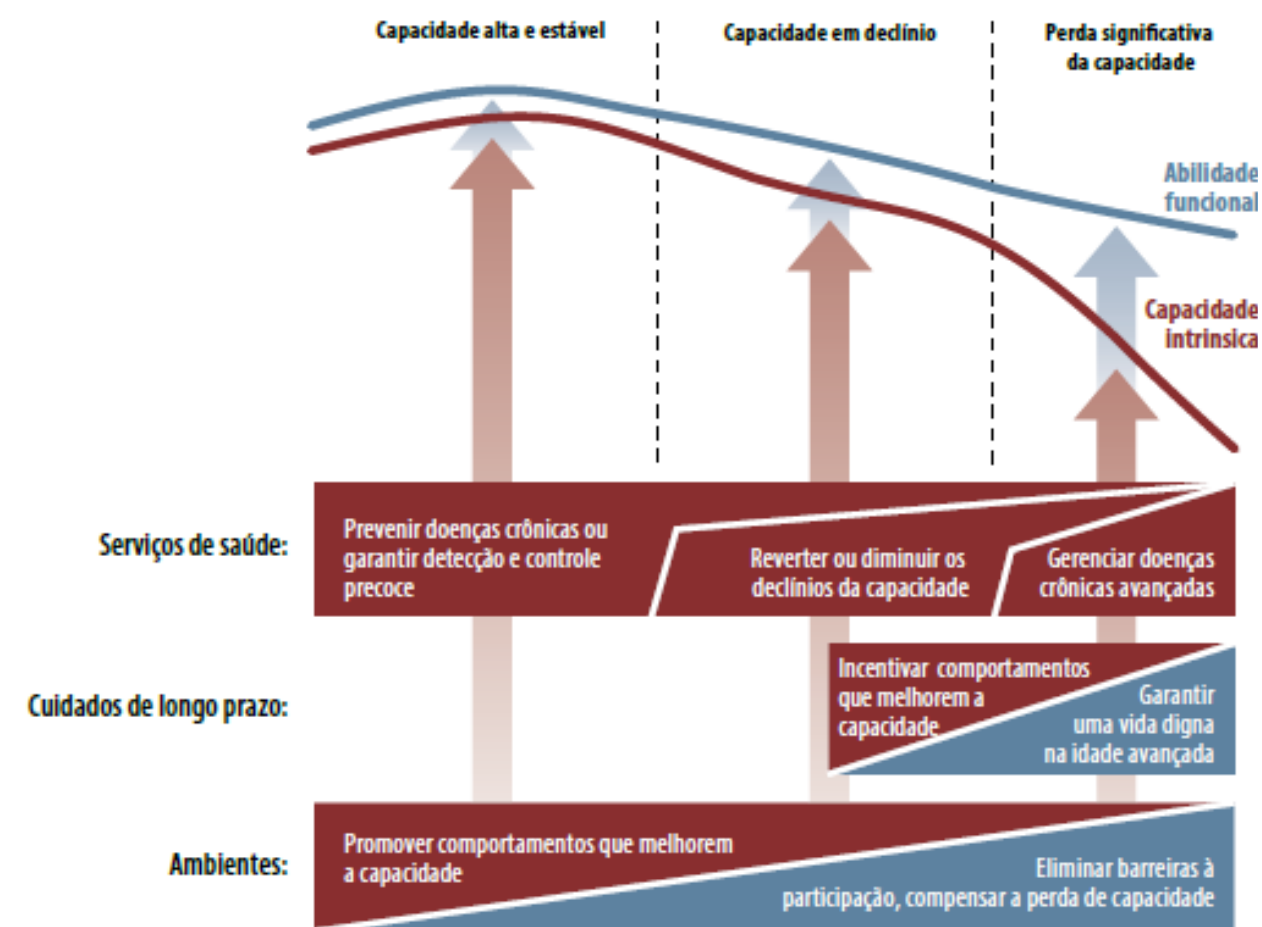 Capacidade alta e estável
Capacidade em declínio
Perda significativa
da capacidade
Abilidade
funcional
Capacidade
intrinsica
Serviços de saúde:
Prevenir doenças crônicas ou
garantir detecção e controle
precoce
Reverter ou diminuir os
declínios da capacidade
Gerenciar doenças
crônicas avançadas
Cuidados de longo prazo:
Incentivar comportamentos
que melhorem a
capacidade
Garantir
uma vida digna
na idade avançada
Ambientes:
Promover comportamentos que melhorem
a capacidade
Eliminar barreiras à
participação, compensar a perda de capacidade